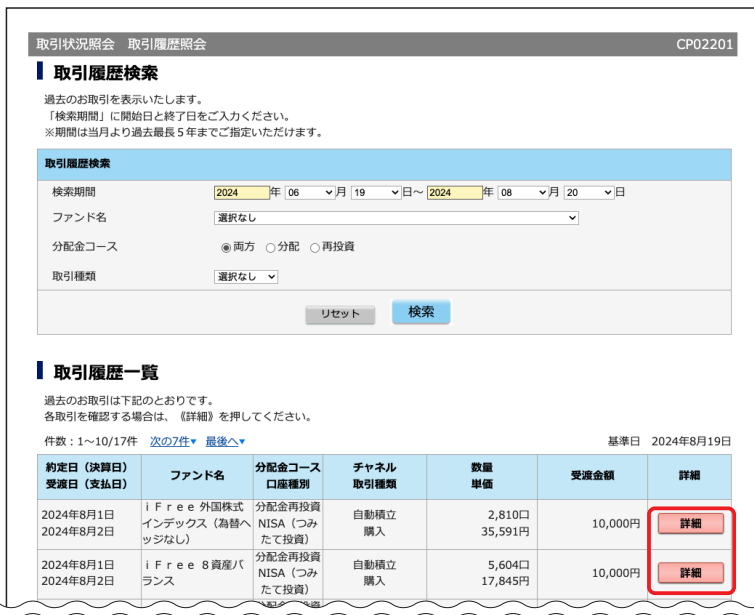 取引状況照会 取引履歴照会 CP02201
取引履歴検索
過去のお取引を表示いたします。
「検索期間」に開始日と終了日をご入力ください。
※期間は当月より過去最長５年までご指定いただけます。
取引履歴検索
検索期間 2024 年 06 月 19 日～ 2024 年 08 月 20 日
ファンド名 選択なし
分配金コース 両方 分配 再投資
取引種類 選択なし
リセット 検索
取引履歴一覧
過去のお取引は下記のとおりです。
各取引を確認する場合は、《詳細》を押してください。
件数：1～10/17件 次の7件▼ 最後へ▼ 基準日 2024年8月19日
約定日（決算日） 分配金コース チャネル 数量
ファンド名 受渡金額 詳細
受渡日（支払日） 口座種別 取引種類 単価
2024年8月1日
2024年8月2日
ｉＦｒｅｅ 外国株式
インデックス（為替ヘ
ッジなし）
分配金再投資
NISA（つみ
たて投資）
自動積立
購入
2,810口
35,591円
10,000円
詳細
2024年8月1日
2024年8月2日
ｉＦｒｅｅ ８資産バ
ランス
分配金再投資
NISA（つみ
たて投資）
自動積立
購入
5,604口
17,845円
10,000円
詳細